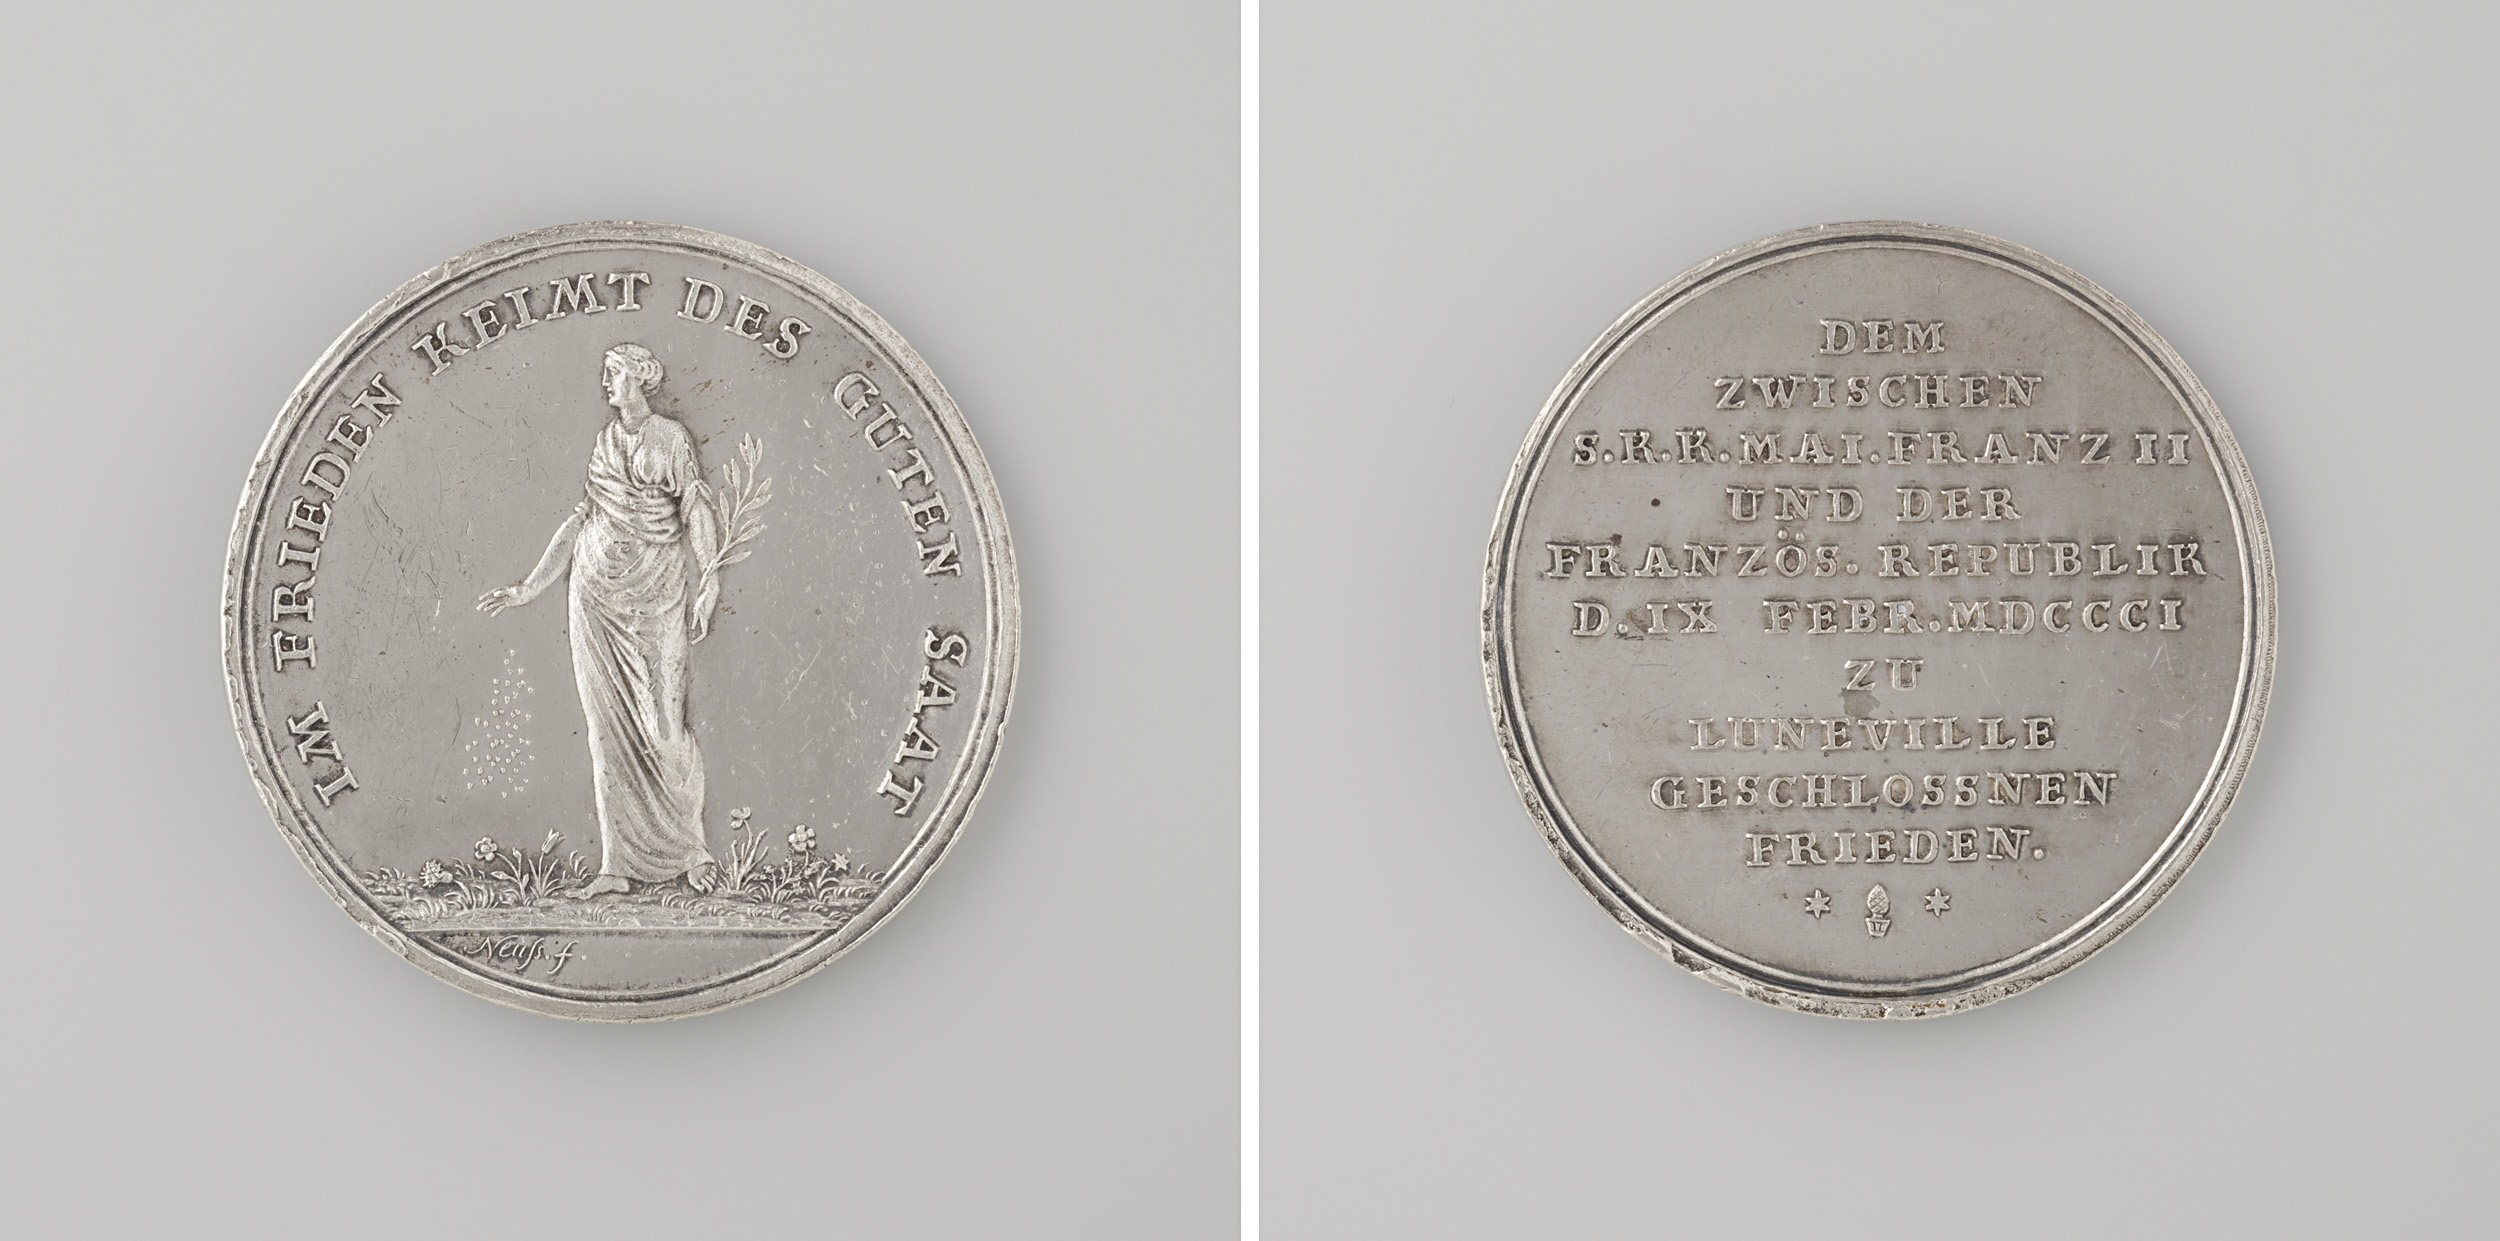 IM FRIEDEN KEIMT DES GUTEN SAAT
Neuſs. f.
DEM
ZWISCHEN
S.K.K.MAI.FRANZ II
UND DER
FRANZÖS. REPUBLIK
D.IX FEBR.MDCCCI
ZU
LUNEVILLE
GESCHLOSSNEN
FRIEDEN.